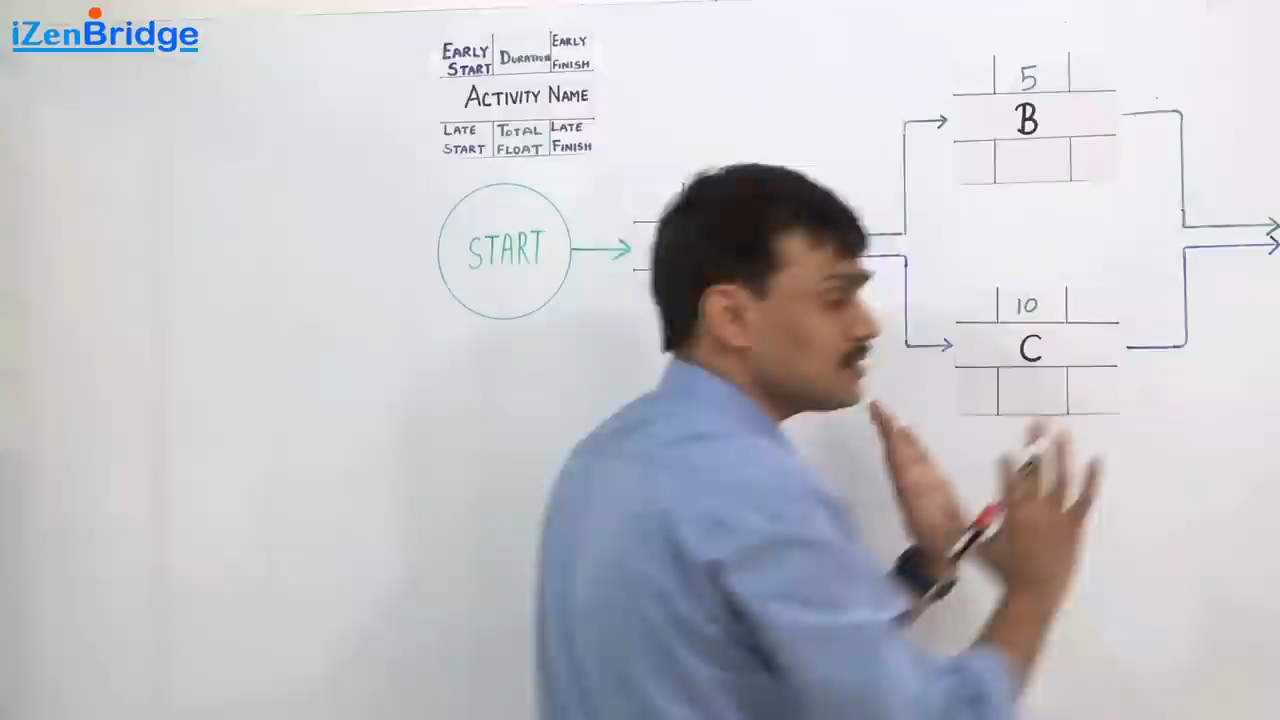 iZenBridge
EARLY START
DURATION
EARLY FINISH
ACTIVITY NAME
LATE START
TOTAL FLOAT
LATE FINISH
START
5
B
10
C